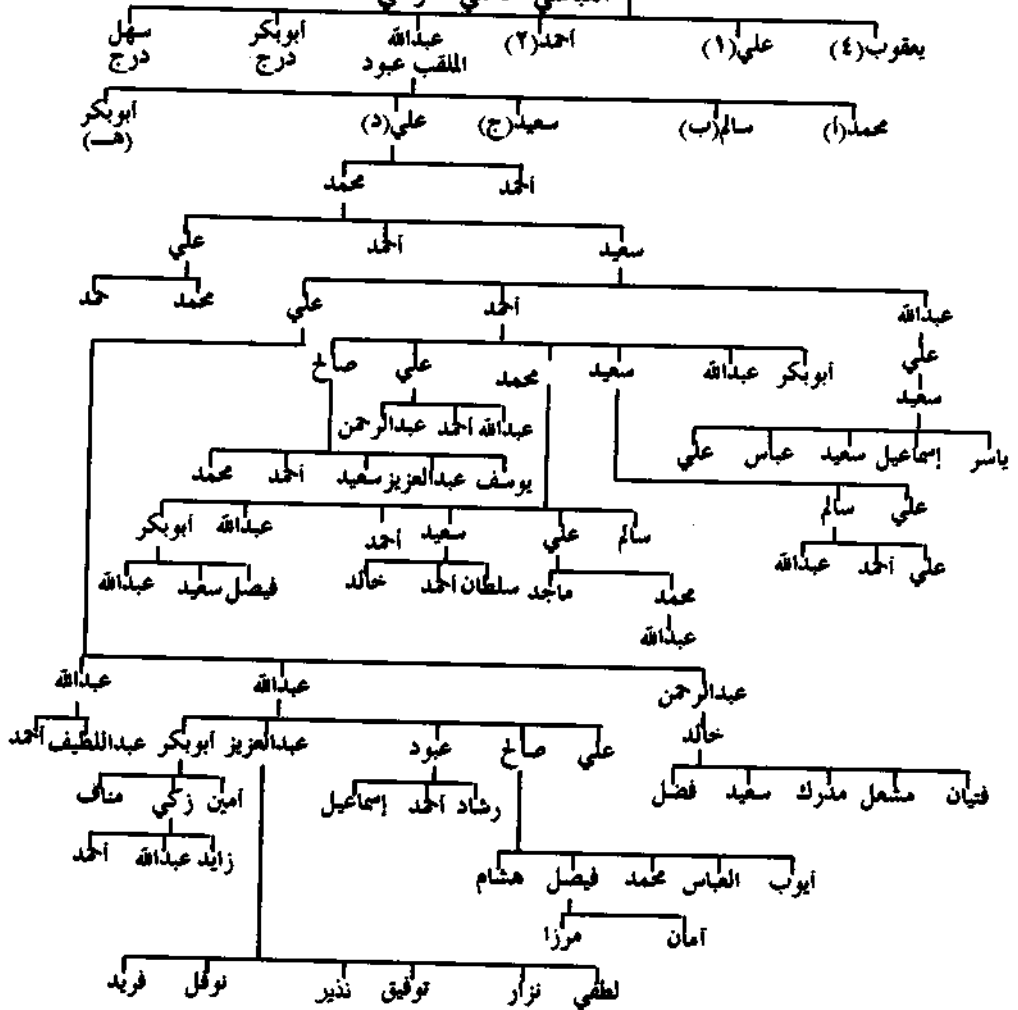 يعقوب(٤) علي(١) أحمد(٢) عبدالله أبوبكر سهل
الملقب عبود درج درج
محمد(أ) سالم(ب) سعيد(ج) علي(د) أبوبكر
(هـ)
أحمد محمد
سعيد أحمد علي
محمد حمد
عبدالله أحمد علي
علي
أبوبكر عبدالله سعيد محمد علي صالح
سعيد
عبدالله أحمد عبدالرحمن
ياسر إسماعيل سعيد عباس علي
يوسف عبدالعزيز سعيد أحمد محمد
علي سالم
سالم علي سعيد أحمد عبدالله أبوبكر
علي أحمد عبدالله
محمد ماجد سلطان أحمد خالد فيصل سعيد عبدالله
عبدالله
عبدالرحمن عبدالله عبدالله
خالد
علي صالح عبود عبدالعزيز أبوبكر عبداللطيف أحمد
فتيان مشعل مدرك سعيد فضل
رشاد أحمد إسماعيل أمين زكي مناف
زايد عبدالله أحمد
أيوب العباس محمد فيصل هشام
أمان مرزا
لطفي نزار توفيق نذير نوفل فريد